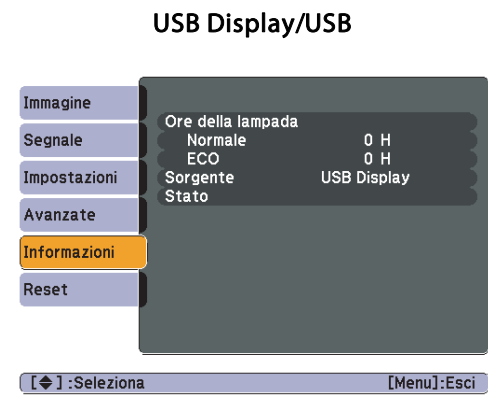 USB Display/USB
Immagine
Segnale
Impostazioni
Avanzate
Informazioni
Reset
Ore della lampada
Normale 0 H
ECO 0 H
Sorgente USB Display
Stato
[◆] :Seleziona [Menu]:Esci